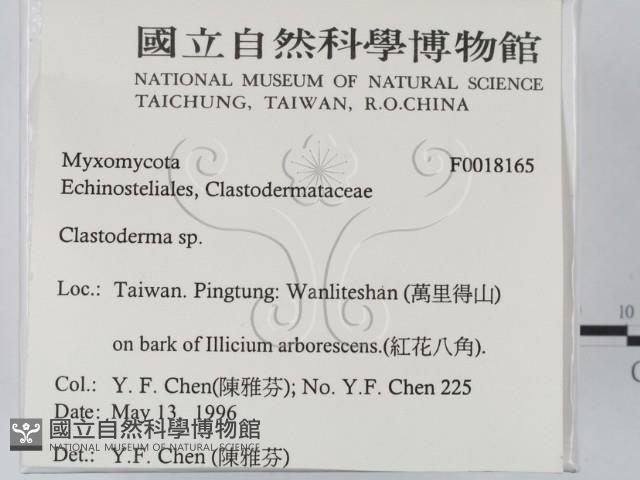 國立自然科學博物館
NATIONAL MUSEUM OF NATURAL SCIENCE
TAICHUNG, TAIWAN, R.O.CHINA
Myxomycota F0018165
Echinosteliales, Clastodermataceae
Clastoderma sp.
Loc.: Taiwan. Pingtung: Wanliteshan (萬里得山)
on bark of Illicium arborescens.(紅花八角).
Col.: Y. F. Chen(陳雅芬); No. Y.F. Chen 225
Date: May 13, 1996
國立自然科學博物館
NATIONAL MUSEUM OF NATURAL SCIENCE
Det.: Y.F. Chen (陳雅芬)
10